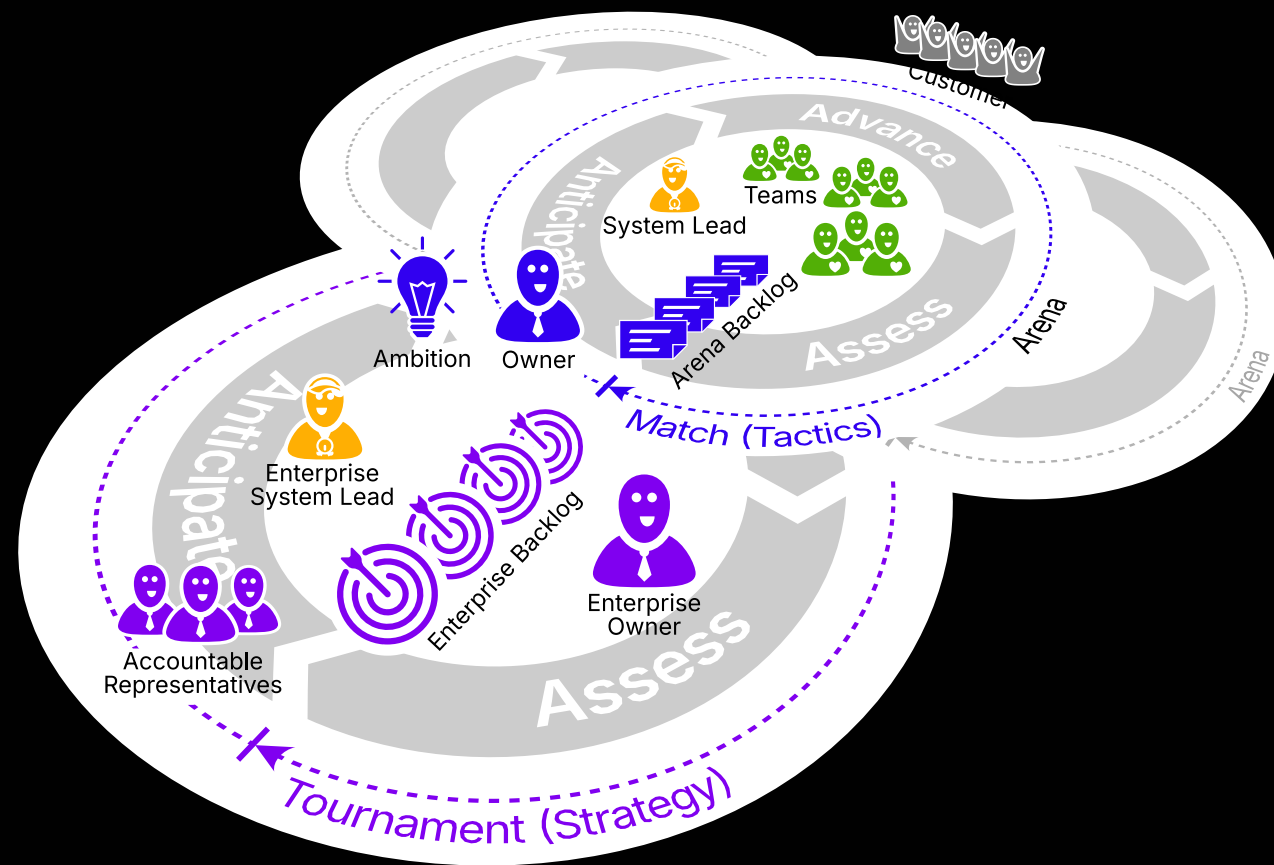 Customer
Advance
Anticipate
System Lead
Teams
Arena Backlog
Assess
Arena
Arena
Match (Tactics)
Ambition
Owner
Anticipate
Enterprise
System Lead
Enterprise Backlog
Enterprise
Owner
Accountable
Representatives
Assess
Tournament (Strategy)